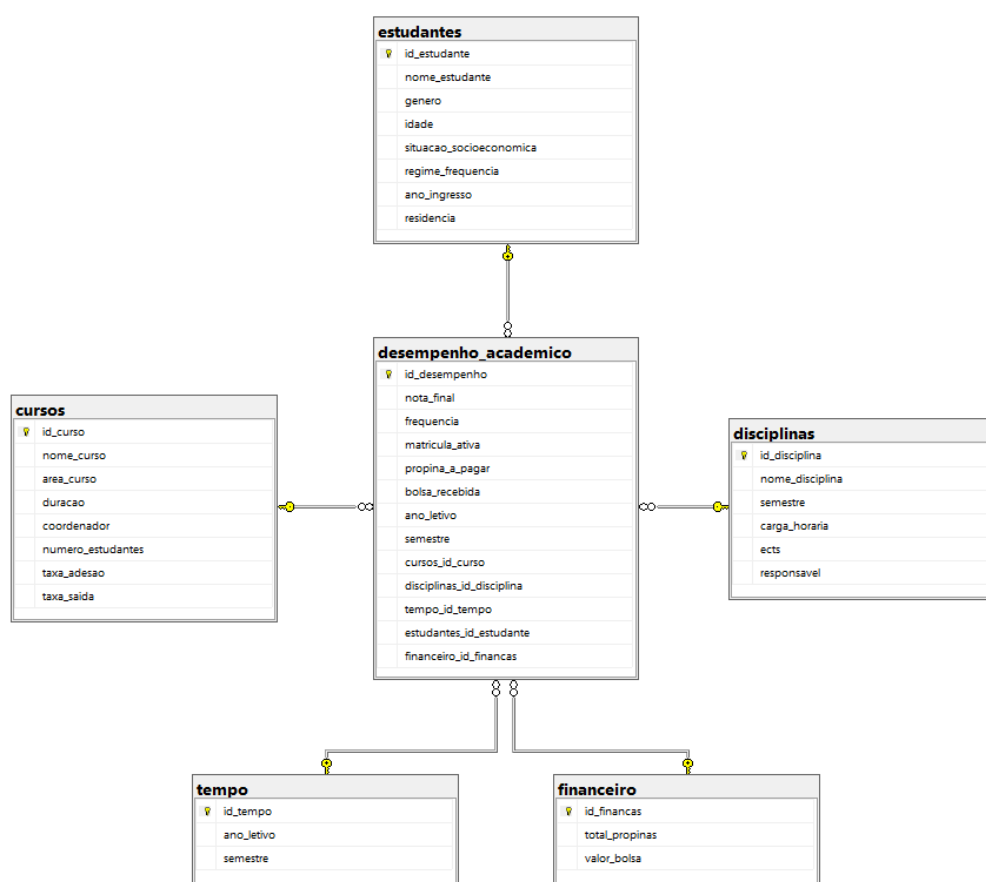 estudantes
id_estudante
nome_estudante
genero
idade
situacao_socioeconomica
regime_frequencia
ano_ingresso
residencia
desempenho_academico
id_desempenho
nota_final
frequencia
matricula_ativa
propina_a_pagar
bolsa_recebida
ano_letivo
semestre
cursos_id_curso
disciplinas_id_disciplina
tempo_id_tempo
estudantes_id_estudante
financeiro_id_financas
cursos
id_curso
nome_curso
area_curso
duracao
coordenador
numero_estudantes
taxa_adesao
taxa_saida
disciplinas
id_disciplina
nome_disciplina
semestre
carga_horaria
ects
responsavel
tempo
id_tempo
ano_letivo
semestre
financeiro
id_financas
total_propinas
valor_bolsa